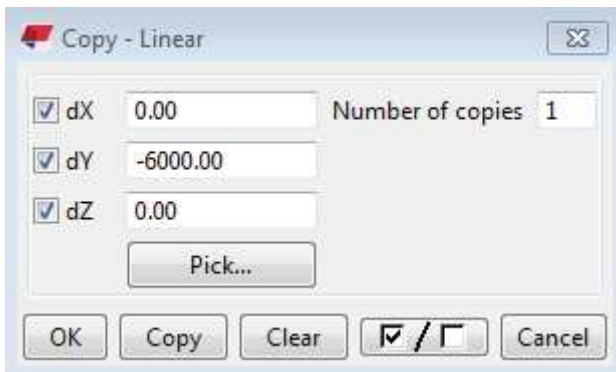 Copy - Linear
dX 0.00 Number of copies 1
dY -6000.00
dZ 0.00
Pick...
OK Copy Clear / Cancel